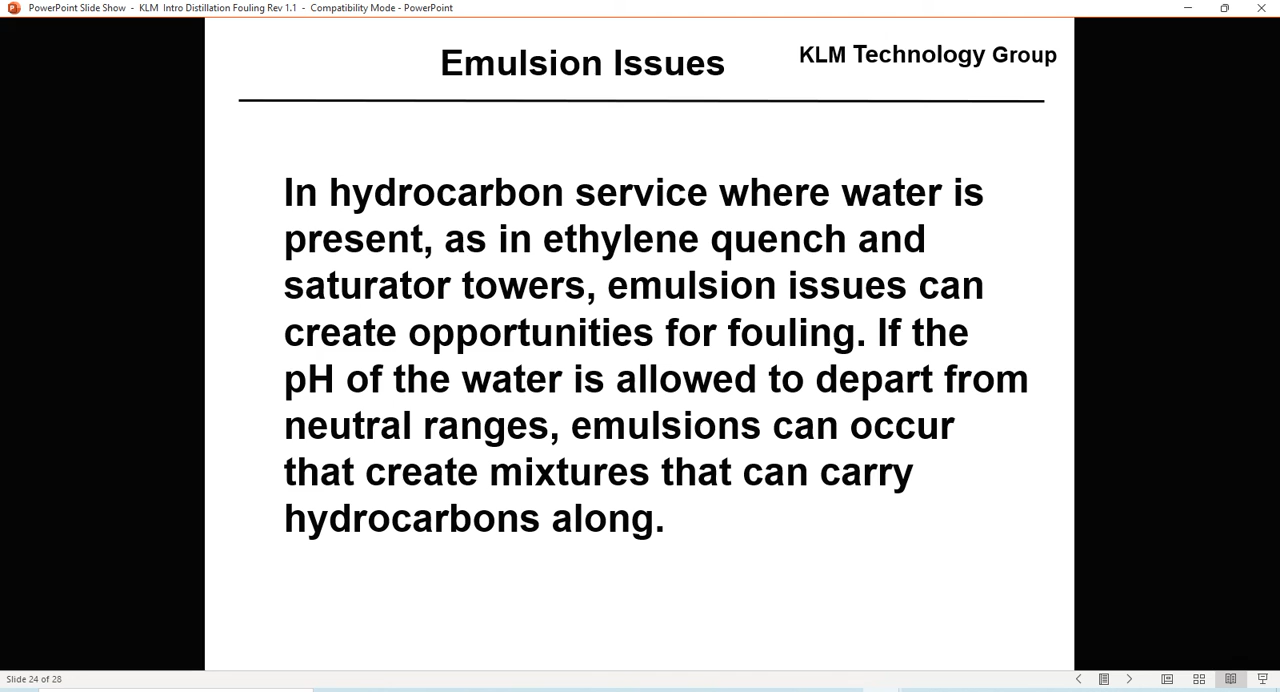 PowerPoint Slide Show - KLM Intro Distillation Fouling Rev 1.1 - Compatibility Mode - PowerPoint
Emulsion Issues
KLM Technology Group
In hydrocarbon service where water is
present, as in ethylene quench and
saturator towers, emulsion issues can
create opportunities for fouling. If the
pH of the water is allowed to depart from
neutral ranges, emulsions can occur
that create mixtures that can carry
hydrocarbons along.
Slide 24 of 28